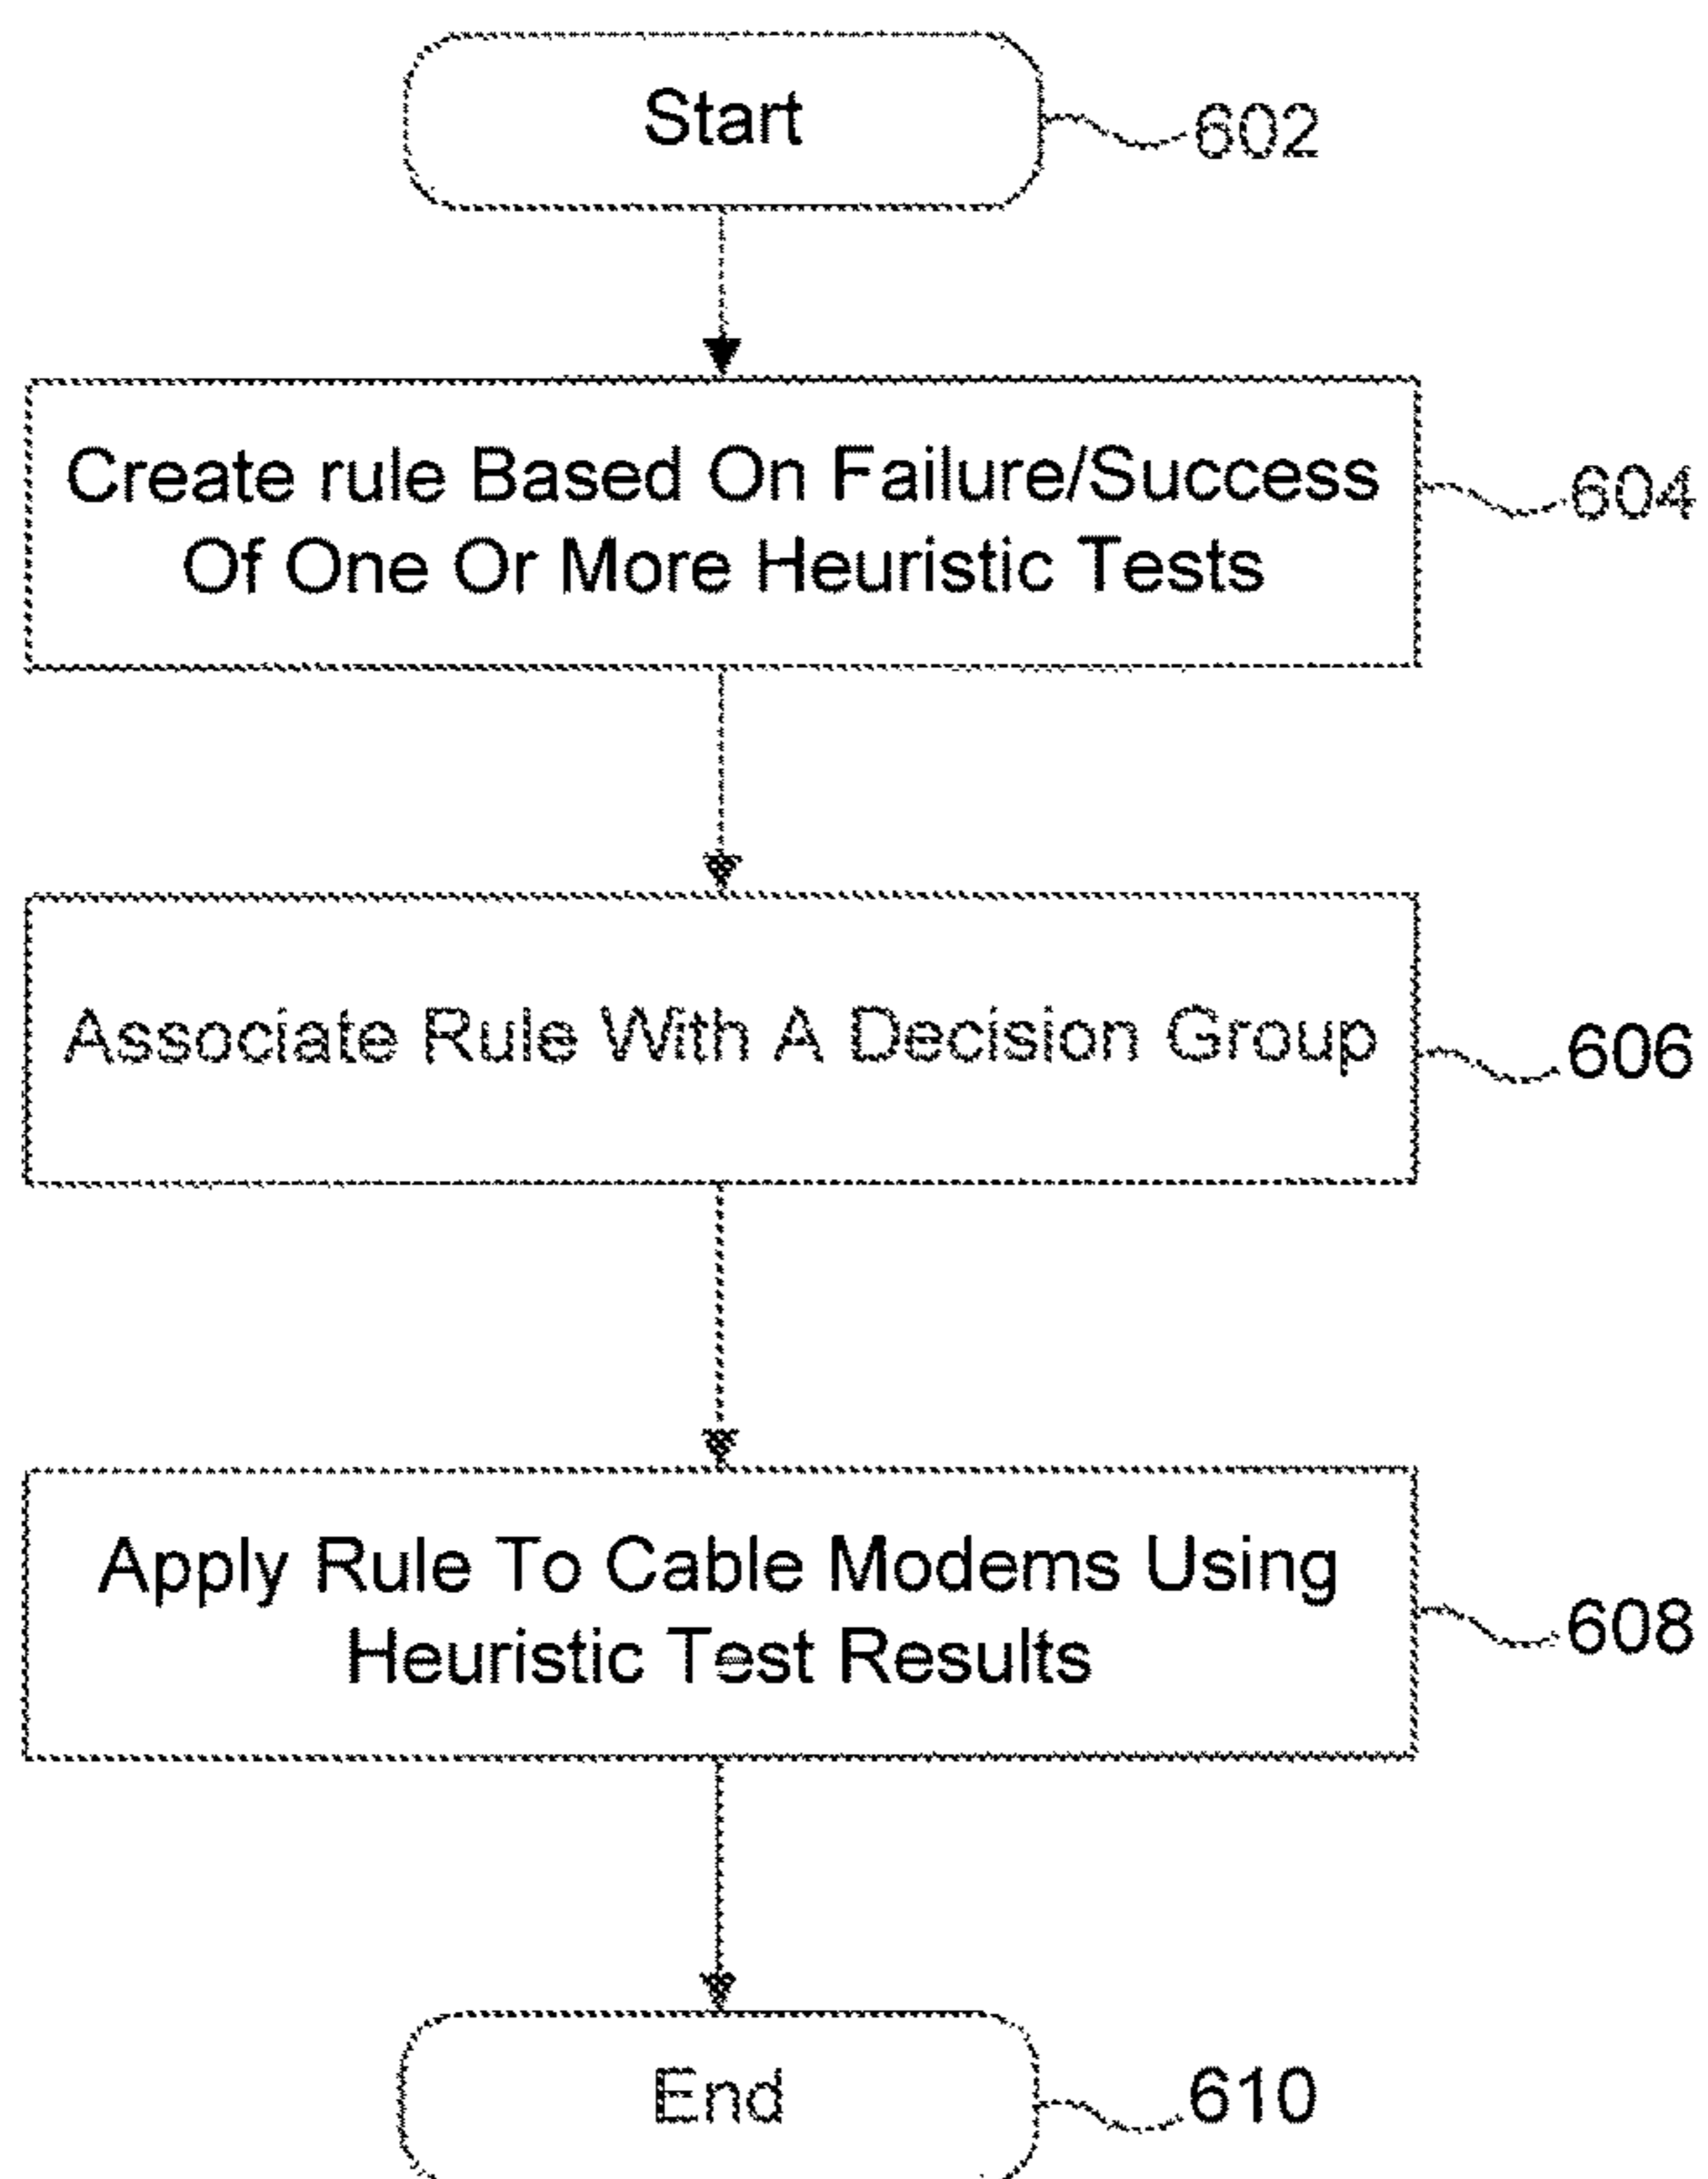 Start
602
Create rule Based On Failure/Success
Of One Or More Heuristic Tests
604
Associate Rule With A Decision Group
606
Apply Rule To Cable Modems Using
Heuristic Test Results
608
End
610